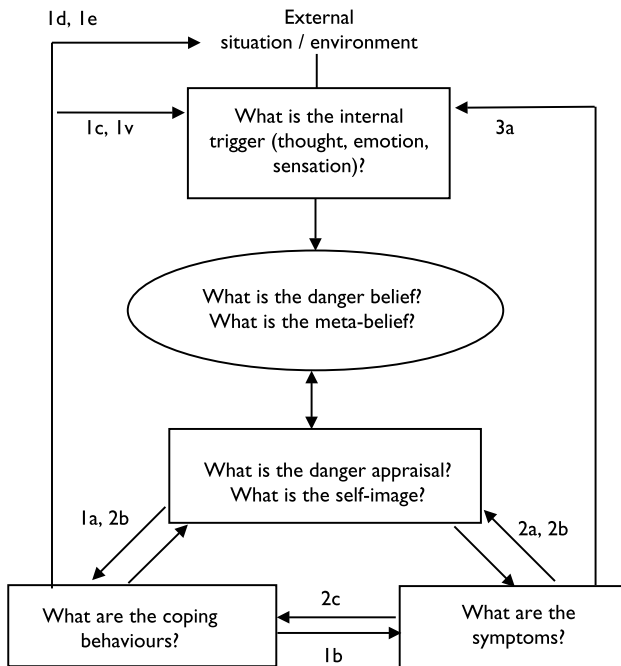 1d, 1e
External
situation / environment
What is the internal
trigger (thought, emotion,
sensation)?
1c, 1v
3a
What is the danger belief?
What is the meta-belief?
What is the danger appraisal?
What is the self-image?
1a, 2b
2a, 2b
What are the coping
behaviours?
2c
1b
What are the
symptoms?